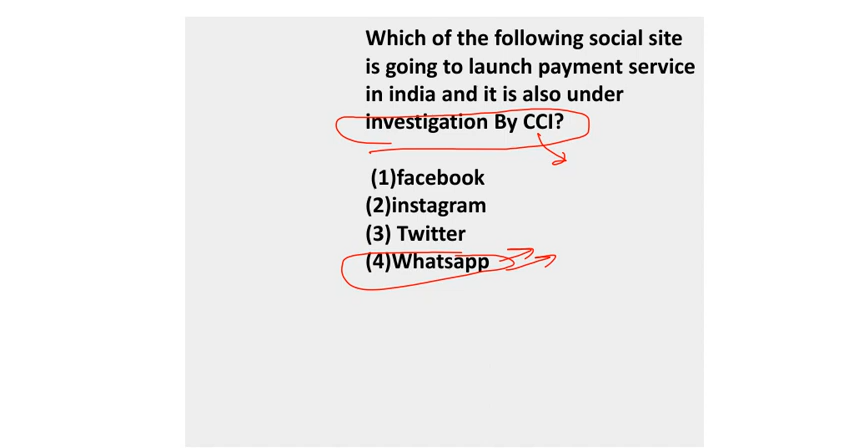 Which of the following social site
is going to launch payment service
in india and it is also under
investigation By CCI?
(1)facebook
(2)instagram
(3) Twitter
(4)Whatsapp